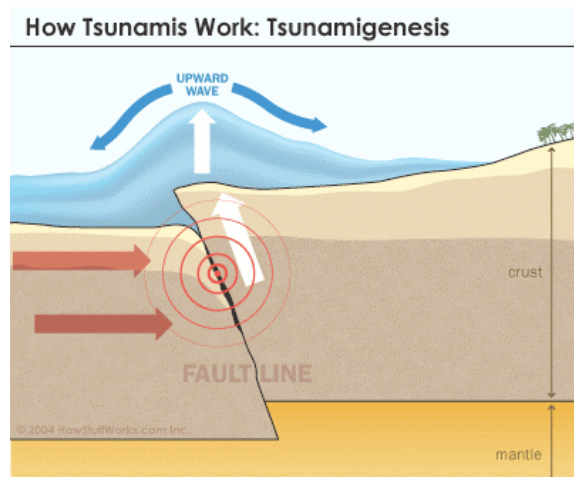 How Tsunamis Work: Tsunamigenesis
UPWARD
WAVE
crust
FAULT LINE
© 2004 HowStuffWorks.com Inc.
mantle